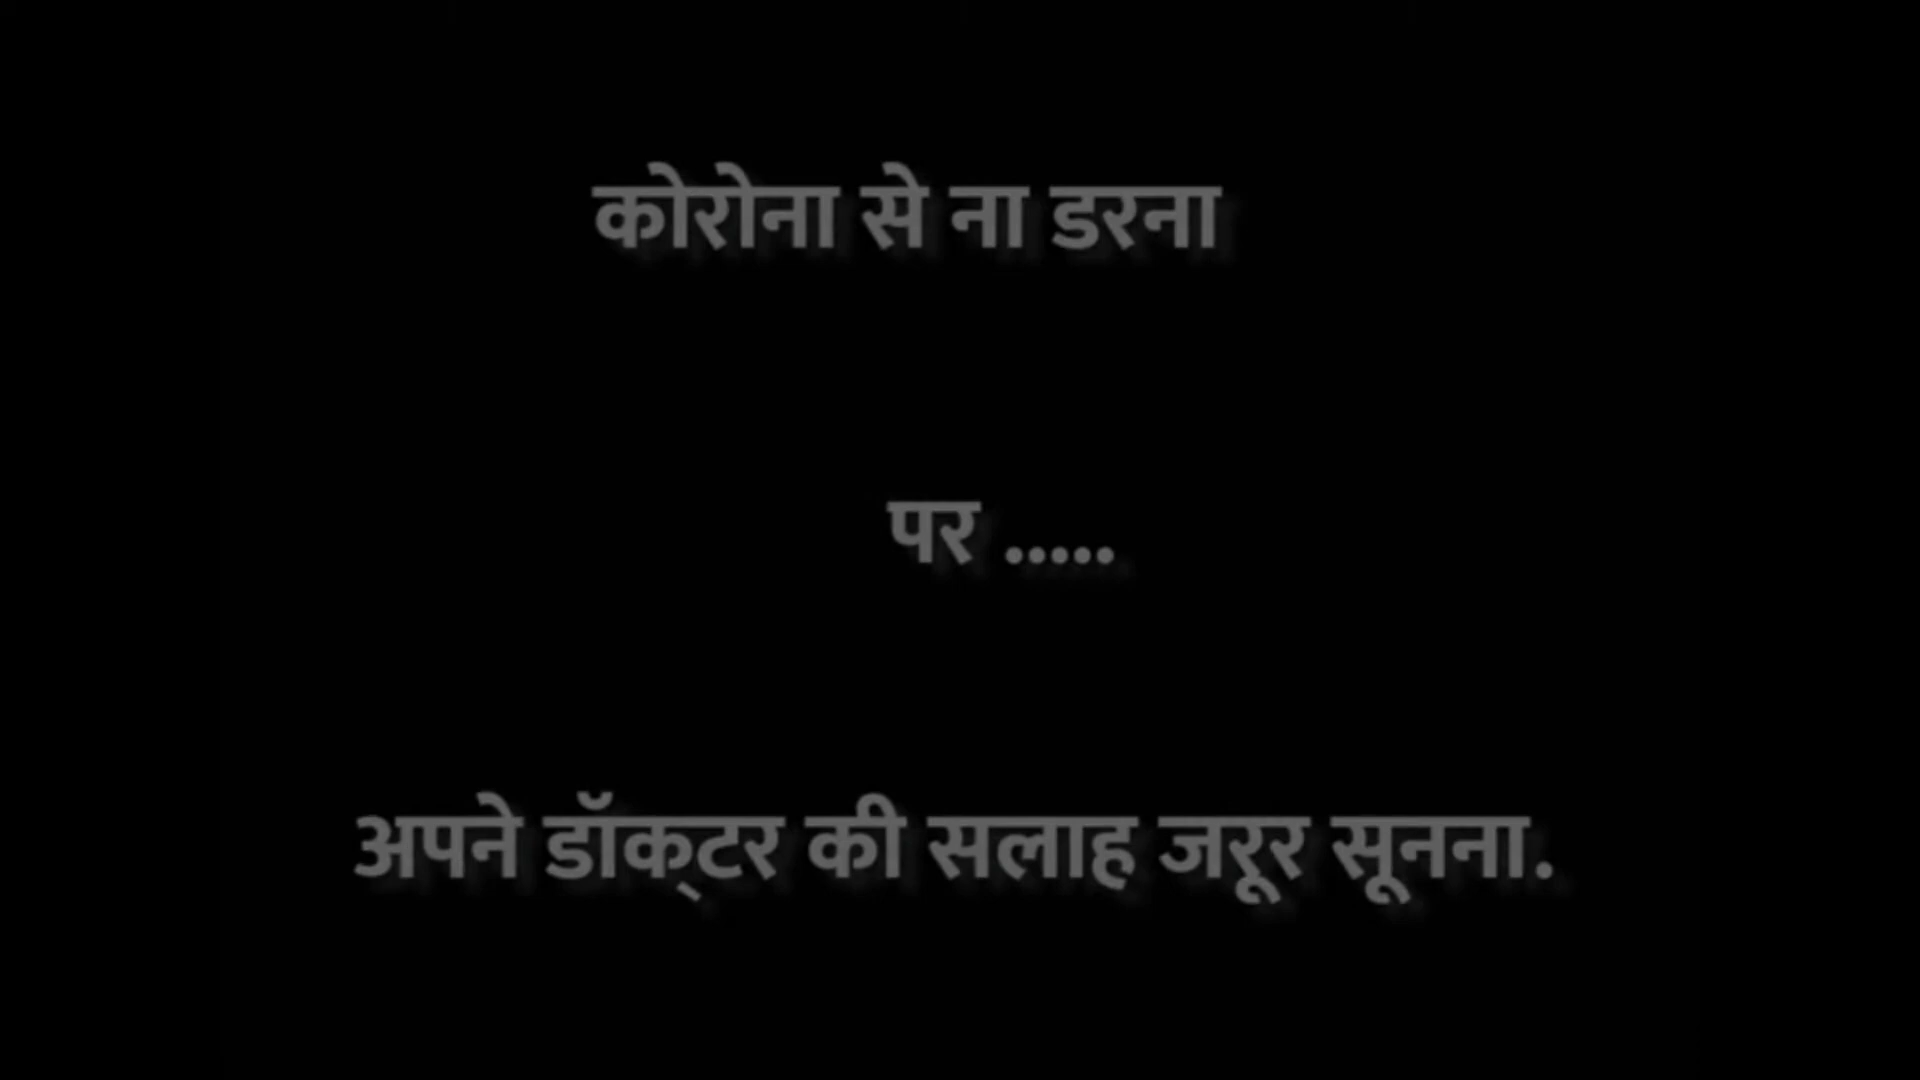 कोरोना से ना डरना
पर .....
अपने डॉक्‌टर की सलाह जरूर सूनना.